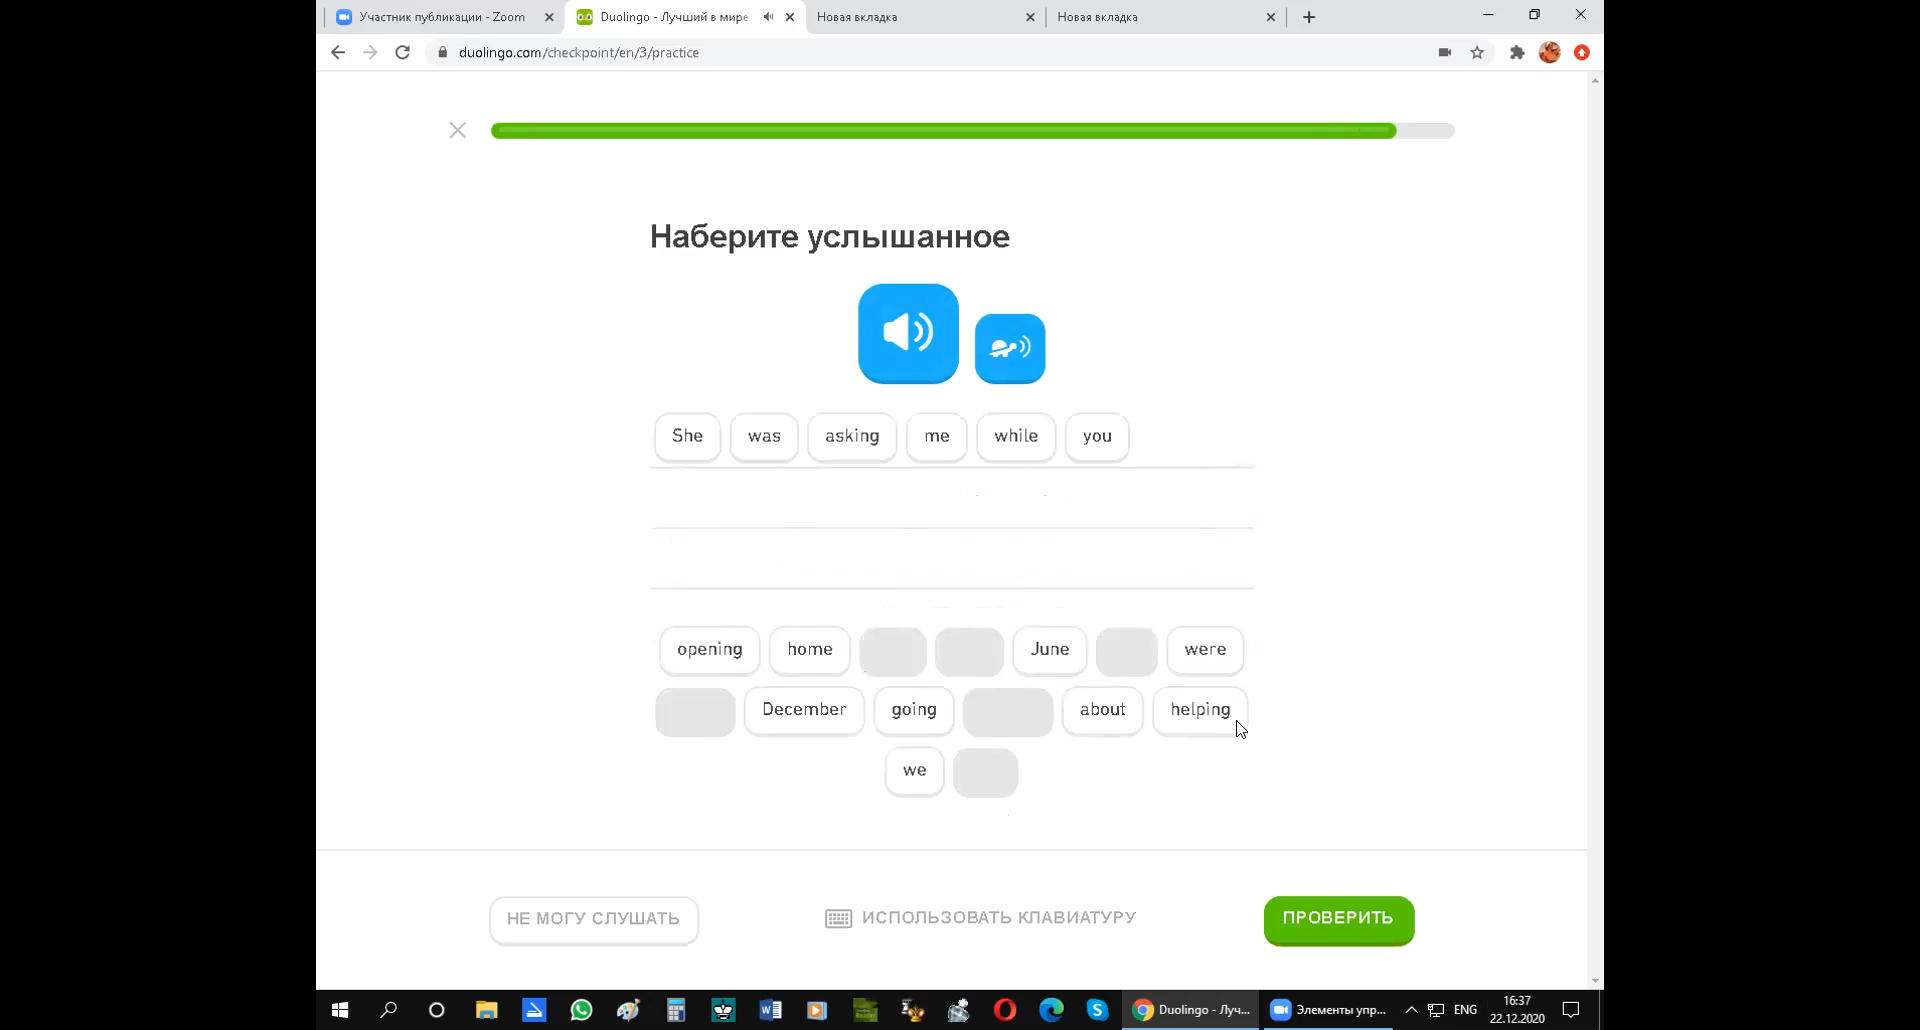 Участник публикации - Zoom
Duolingo - Лучший в мире
Новая вкладка
Новая вкладка
duolingo.com/checkpoint/en/3/practice
Наберите услышанное
She was asking me while you
opening home June were
December going about helping
we
НЕ МОГУ СЛУШАТЬ
ИСПОЛЬЗОВАТЬ КЛАВИАТУРУ
ПРОВЕРИТЬ
Duolingo - Луч...
Элементы упр...
ENG
16:37
22.12.2020